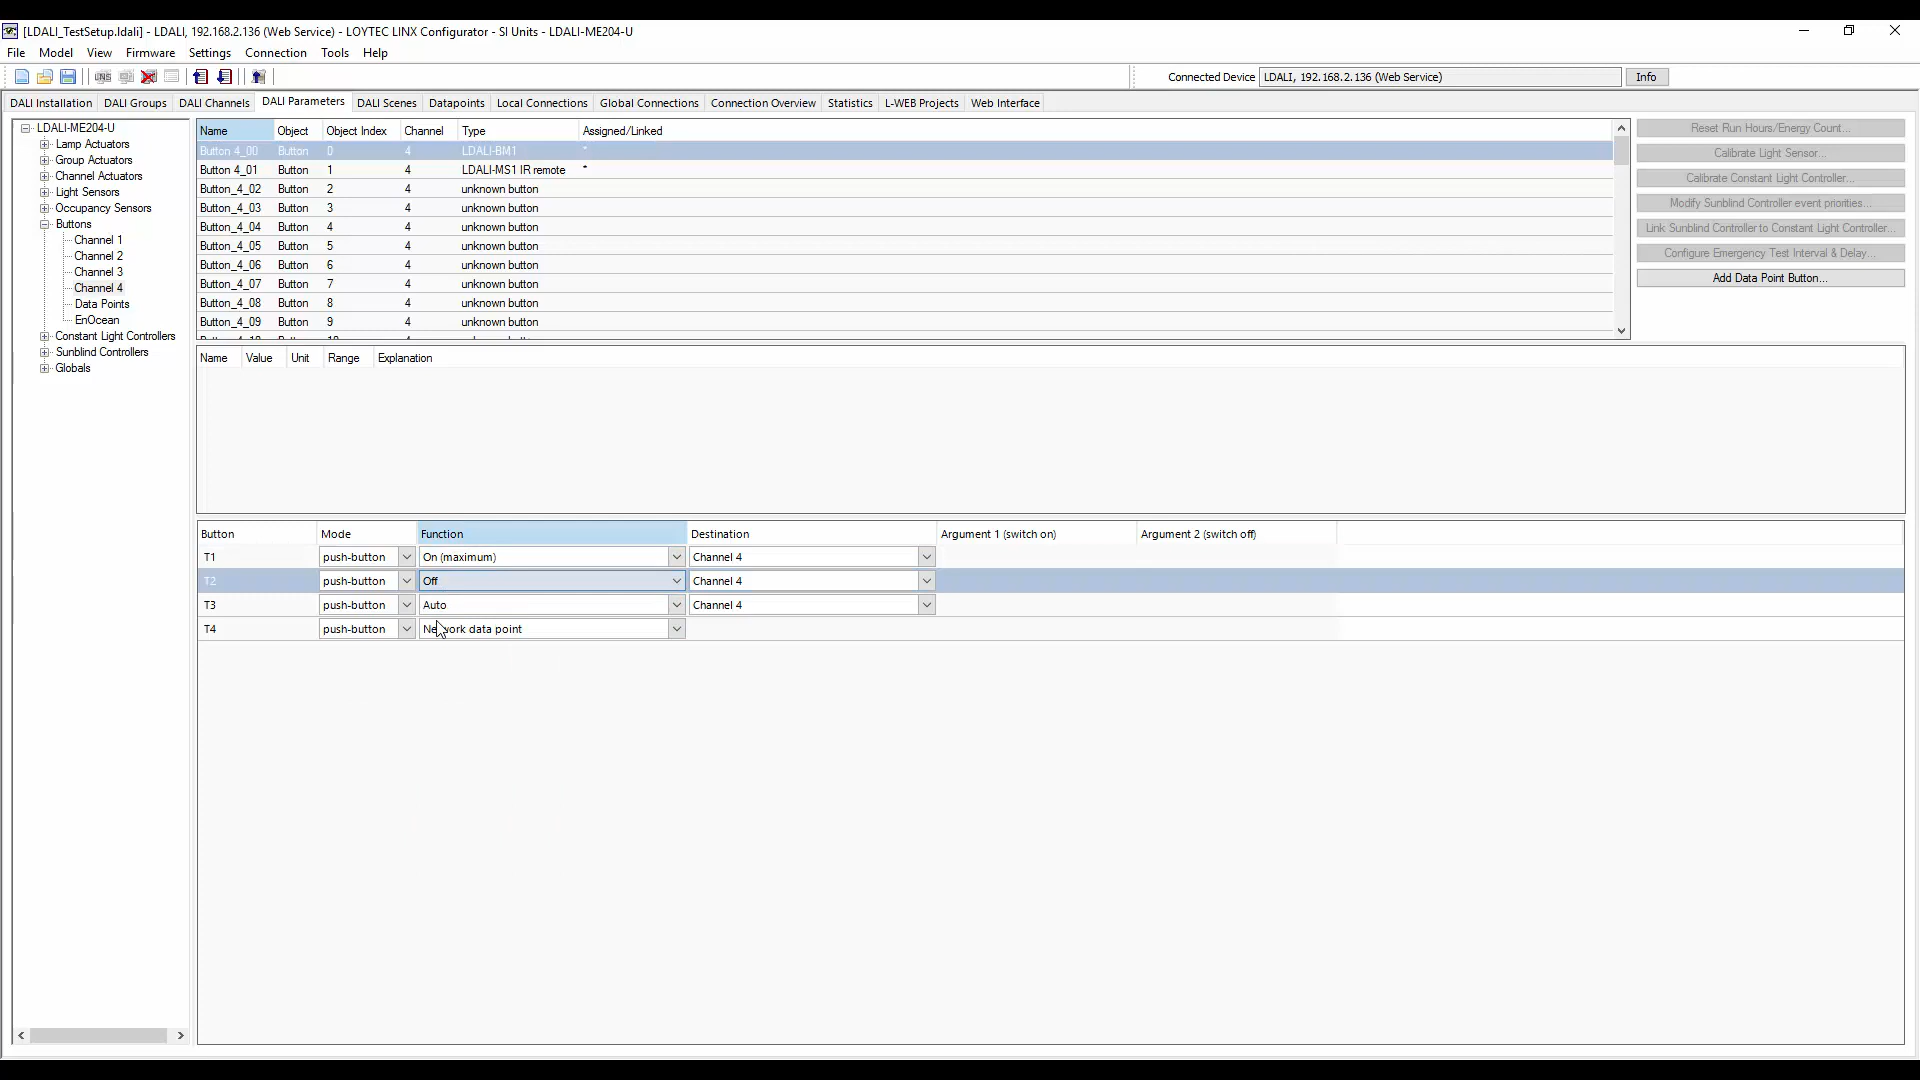 [LDALI_TestSetup.ldali] - LDALI, 192.168.2.136 (Web Service) - LOYTEC LINX Configurator - SI Units - LDALI-ME204-U
File Model View Firmware Settings Connection Tools Help
Connected Device LDALI, 192.168.2.136 (Web Service) Info
DALI Installation DALI Groups DALI Channels DALI Parameters DALI Scenes Datapoints Local Connections Global Connections Connection Overview Statistics L-WEB Projects Web Interface
LDALI-ME204-U
Lamp Actuators
Group Actuators
Channel Actuators
Light Sensors
Occupancy Sensors
Buttons
Channel 1
Channel 2
Channel 3
Channel 4
Data Points
EnOcean
Constant Light Controllers
Sunblind Controllers
Globals
Name Object Object Index Channel Type Assigned/Linked
Button 4_00 Button 0 4 LDALI-BM1 *
Button 4_01 Button 1 4 LDALI-MS1 IR remote *
Button_4_02 Button 2 4 unknown button
Button_4_03 Button 3 4 unknown button
Button_4_04 Button 4 4 unknown button
Button_4_05 Button 5 4 unknown button
Button_4_06 Button 6 4 unknown button
Button_4_07 Button 7 4 unknown button
Button_4_08 Button 8 4 unknown button
Button_4_09 Button 9 4 unknown button
Reset Run Hours/Energy Count...
Calibrate Light Sensor...
Calibrate Constant Light Controller...
Modify Sunblind Controller event priorities...
Link Sunblind Controller to Constant Light Controller...
Configure Emergency Test Interval & Delay...
Add Data Point Button...
Name Value Unit Range Explanation
Button Mode Function Destination Argument 1 (switch on) Argument 2 (switch off)
T1 push-button On (maximum) Channel 4
T2 push-button Off Channel 4
T3 push-button Auto Channel 4
T4 push-button Network data point